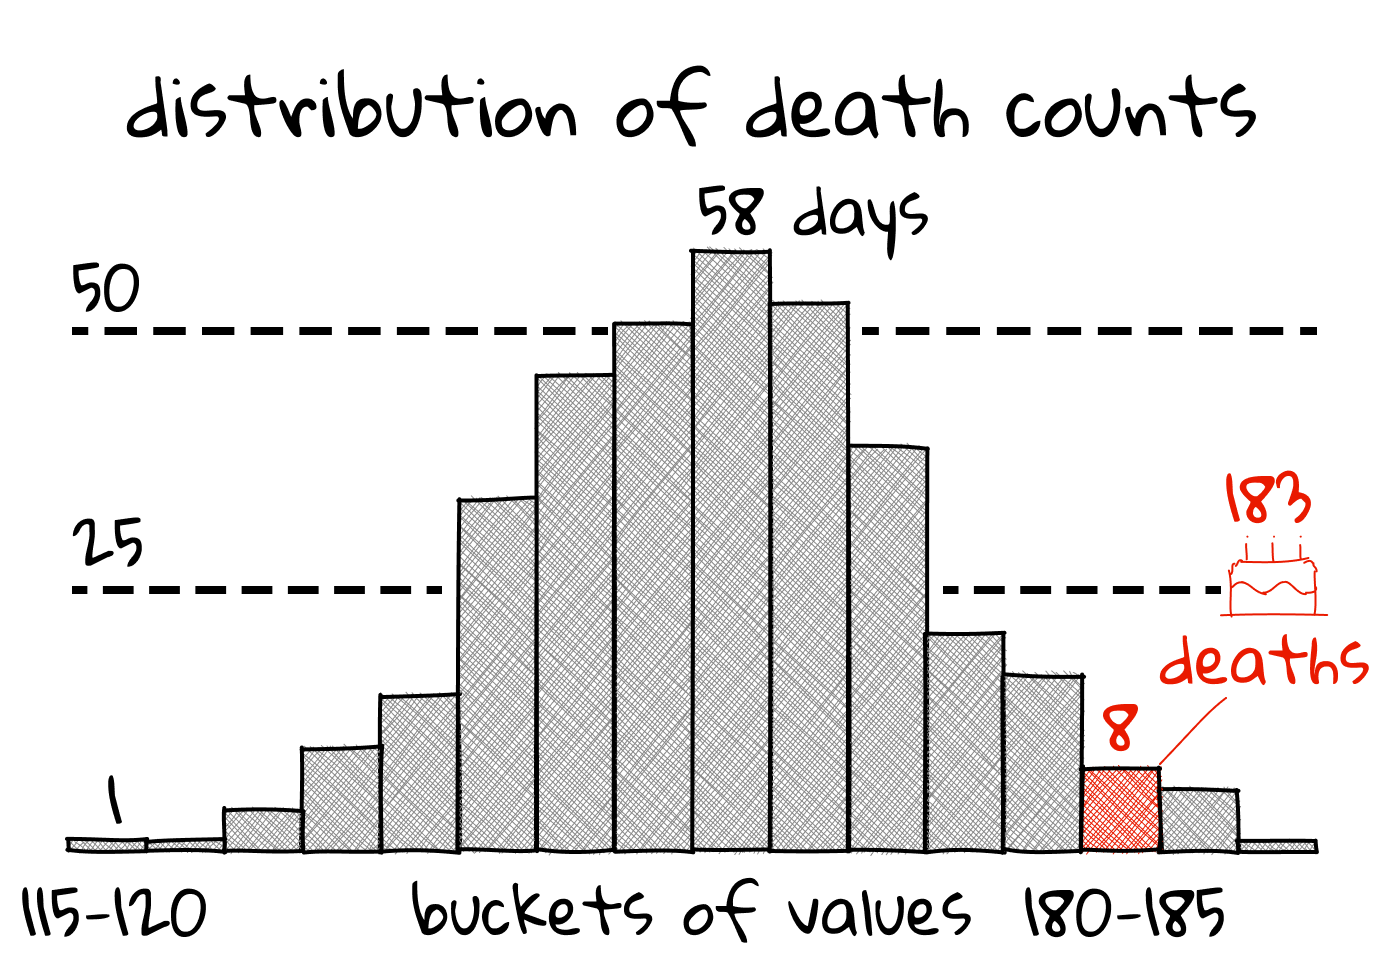 distribution of death counts
58 days
50
25
183
deaths
8
1
115-120
buckets of values
180-185